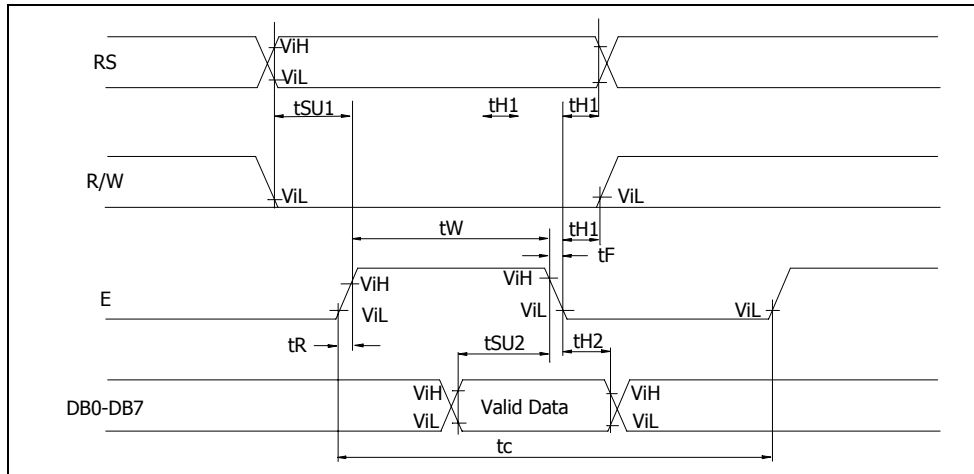 ViH
RS
ViL
tSU1 tH1 tH1
R/W
ViL ViL
tW tH1
tF
ViH ViH
E
ViL ViL ViL
tR tSU2 tH2
ViH ViH
DB0-DB7 Valid Data
ViL ViL
tc